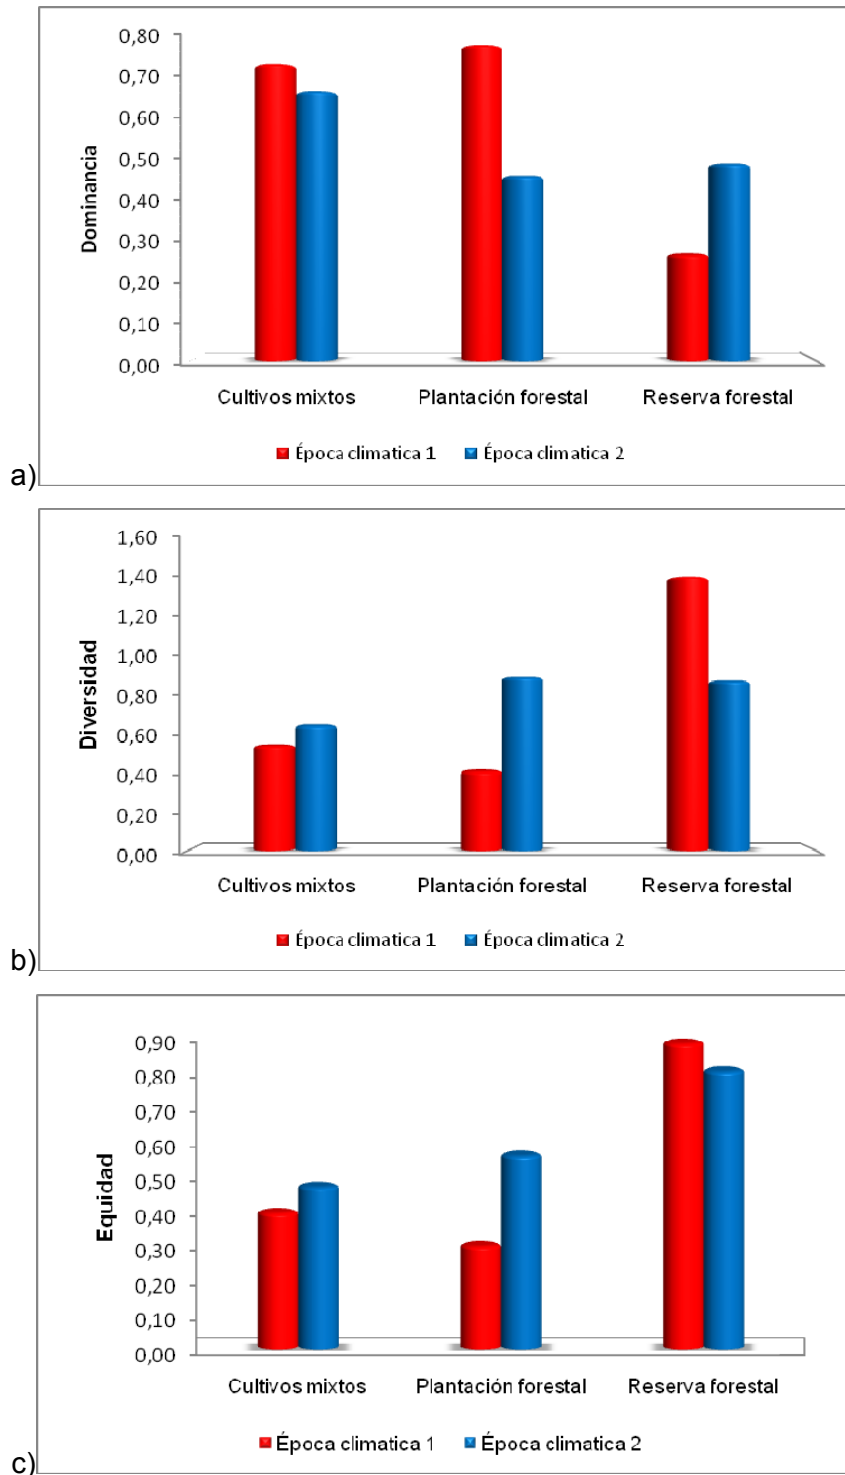 0,80
0,70
0,60
0,50
0,40
0,30
0,20
0,10
0,00
Dominancia
Cultivos mixtos Plantación forestal Reserva forestal
Época climatica 1 Época climatica 2
a)
1,60
1,40
1,20
1,00
0,80
0,60
0,40
0,20
0,00
Diversidad
Cultivos mixtos Plantación forestal Reserva forestal
Época climatica 1 Época climatica 2
b)
0,90
0,80
0,70
0,60
0,50
0,40
0,30
0,20
0,10
0,00
Equidad
Cultivos mixtos Plantación forestal Reserva forestal
Época climatica 1 Época climatica 2
c)